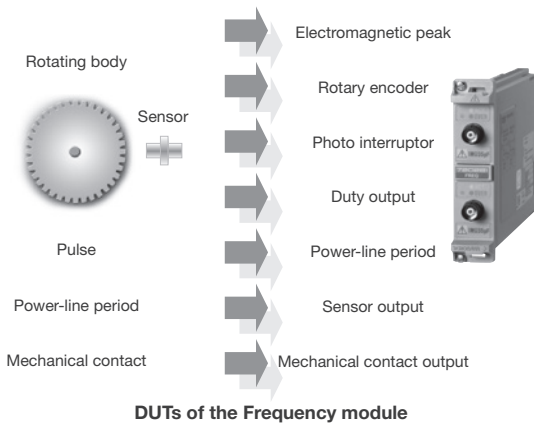 Electromagnetic peak
Rotating body
Rotary encoder
Sensor
Photo interruptor
Duty output
Pulse
Power-line period
Power-line period
Sensor output
Mechanical contact
Mechanical contact output
DUTs of the Frequency module